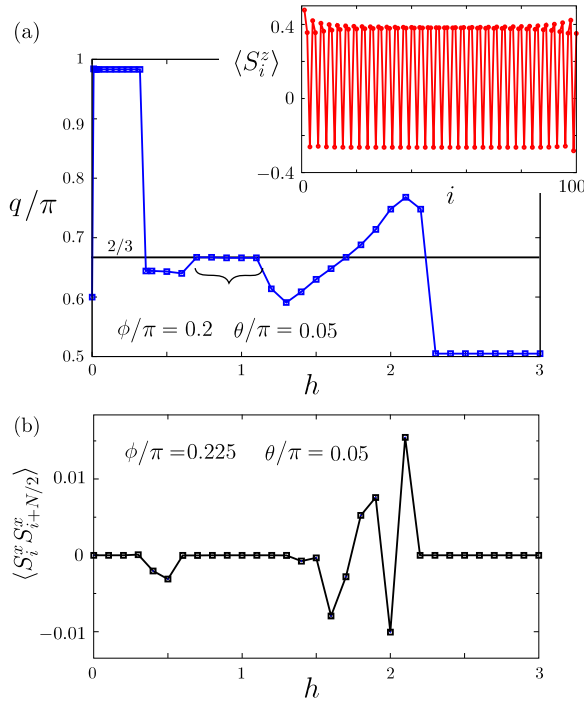 (a)
0.4
⟨S_i^z⟩
0
−0.4
0
i
100
1
0.9
0.8
q/π
0.7
2/3
0.6
ϕ/π = 0.2 θ/π = 0.05
0.5
0 1 2 3
h
(b)
ϕ/π = 0.225 θ/π = 0.05
0.01
⟨S_i^x S_{i+N/2}^x⟩
0
−0.01
0 1 2 3
h